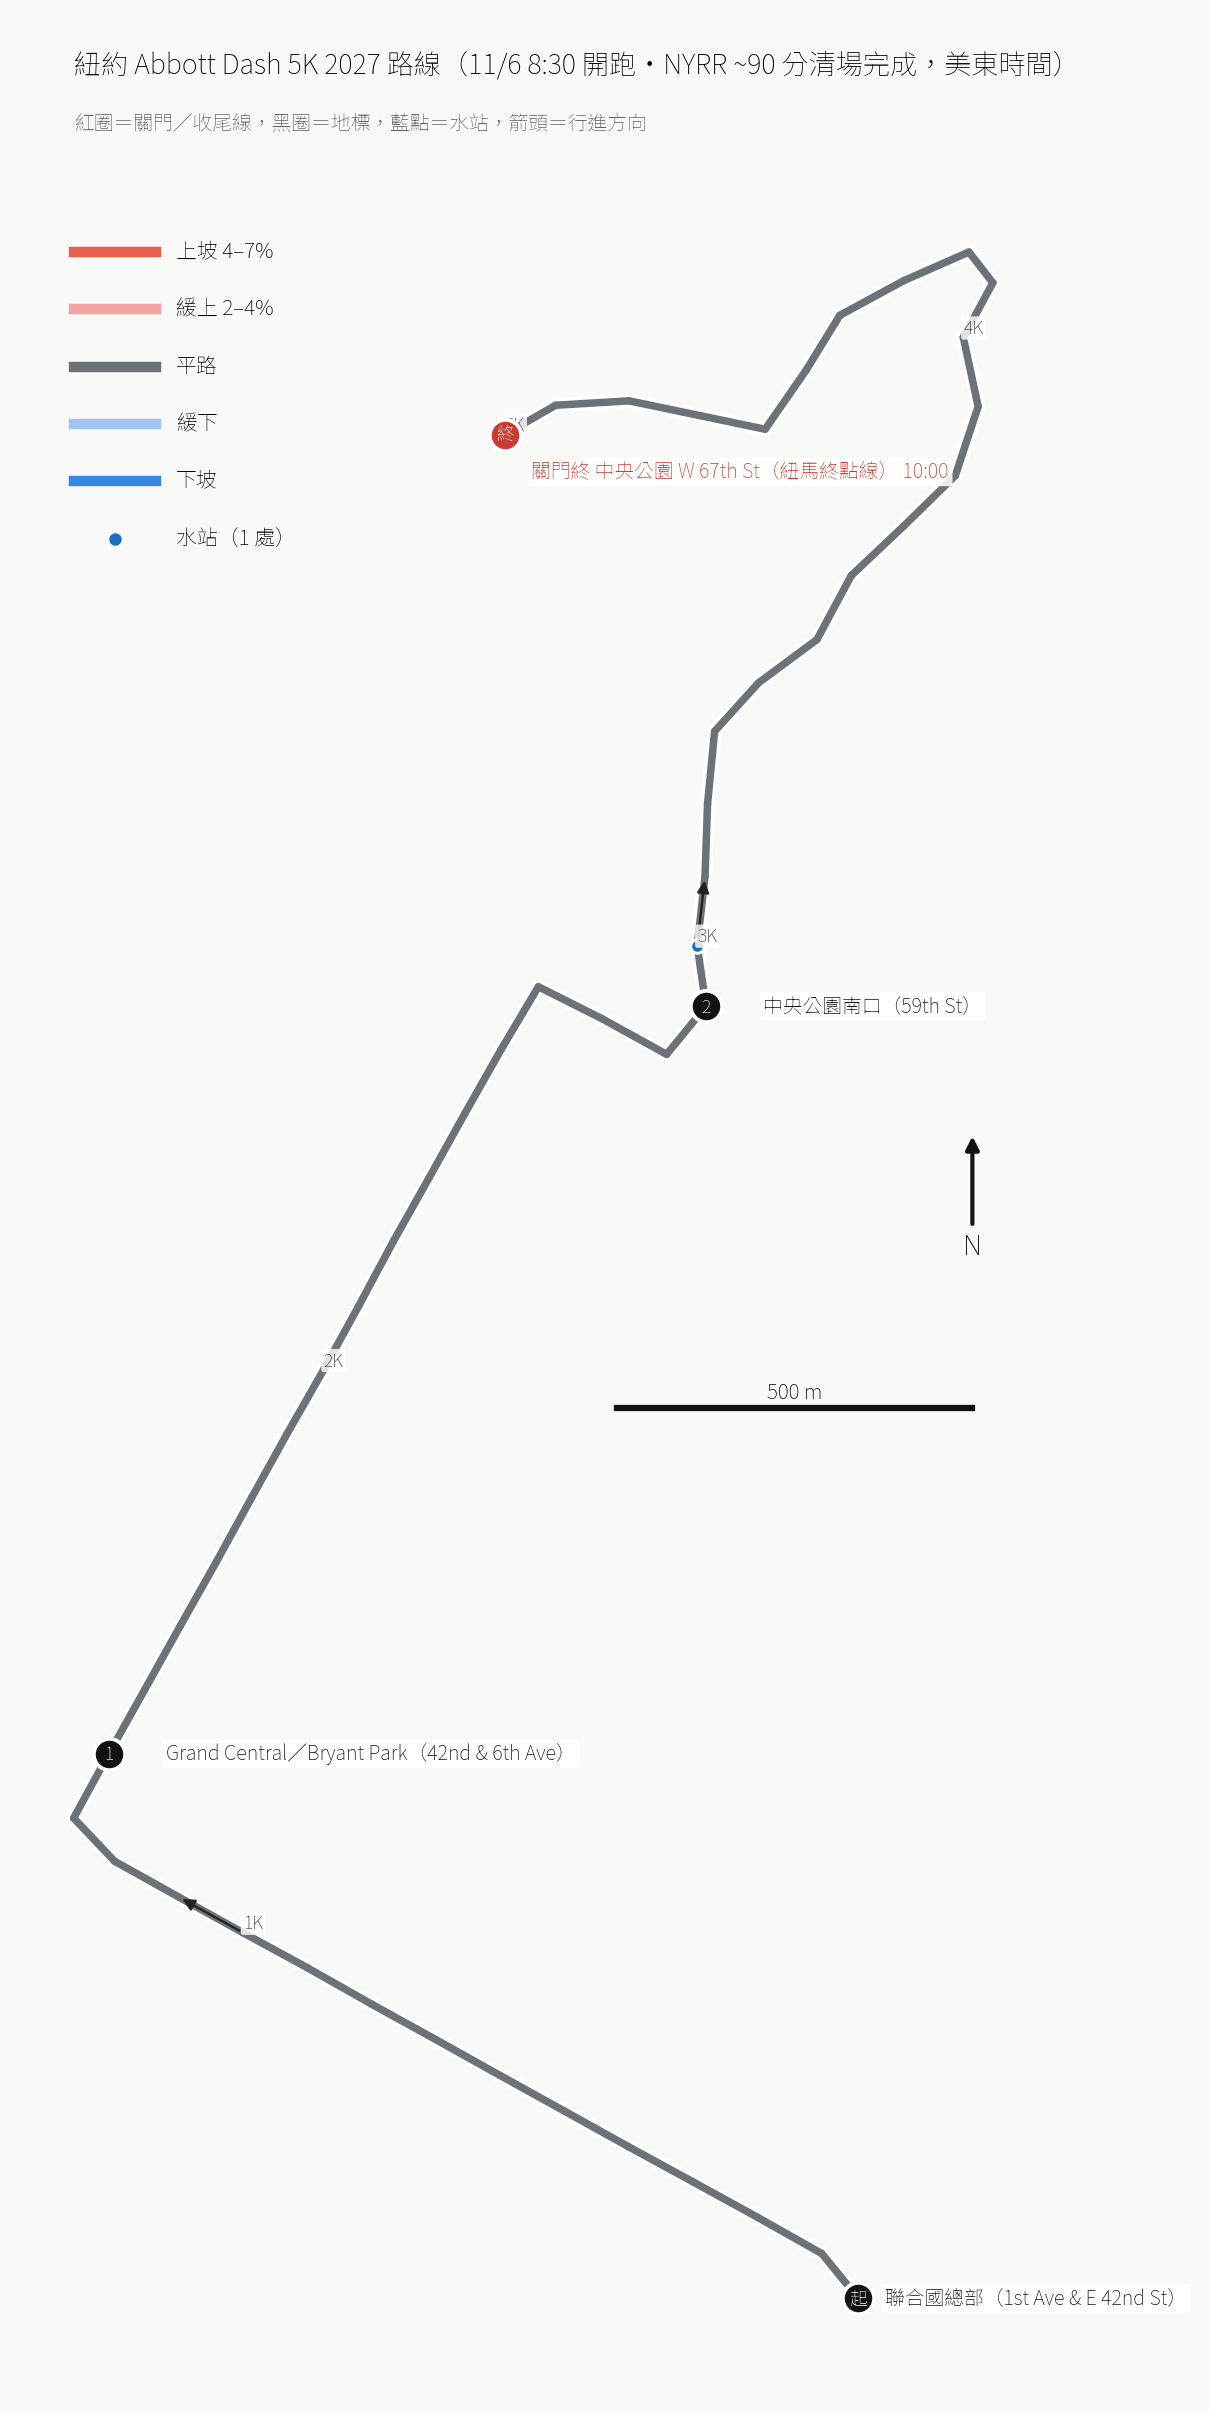 紐約 Abbott Dash 5K 2027 路線（11/6 8:30 開跑・NYRR ~90 分清場完成，美東時間）
紅圈＝關門／收尾線，黑圈＝地標，藍點＝水站，箭頭＝行進方向
上坡 4–7%
緩上 2–4%
平路
緩下
下坡
水站（1 處）
4K
終
關門終 中央公園 W 67th St（紐馬終點線） 10:00
3K
2
中央公園南口（59th St）
N
2K
500 m
1
Grand Central／Bryant Park（42nd & 6th Ave）
1K
起
聯合國總部（1st Ave & E 42nd St）